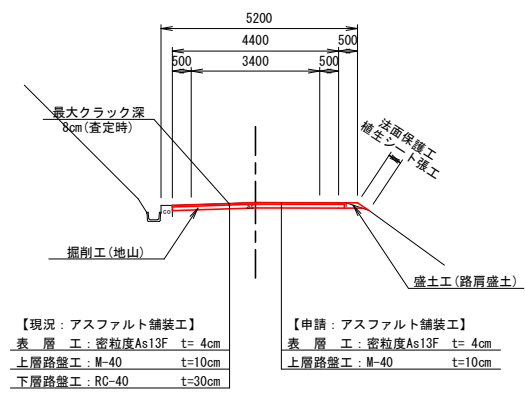 5200
4400
500
500
3400
500
最大クラック深
8cm(査定時)
法面保護工
植生シート張工
CO
掘削工(地山)
盛土工(路肩盛土)
【現況：アスファルト舗装工】
表　層　工：密粒度As13F　t= 4cm
上層路盤工：M-40　t=10cm
下層路盤工：RC-40　t=30cm
【申請：アスファルト舗装工】
表　層　工：密粒度As13F　t= 4cm
上層路盤工：M-40　t=10cm